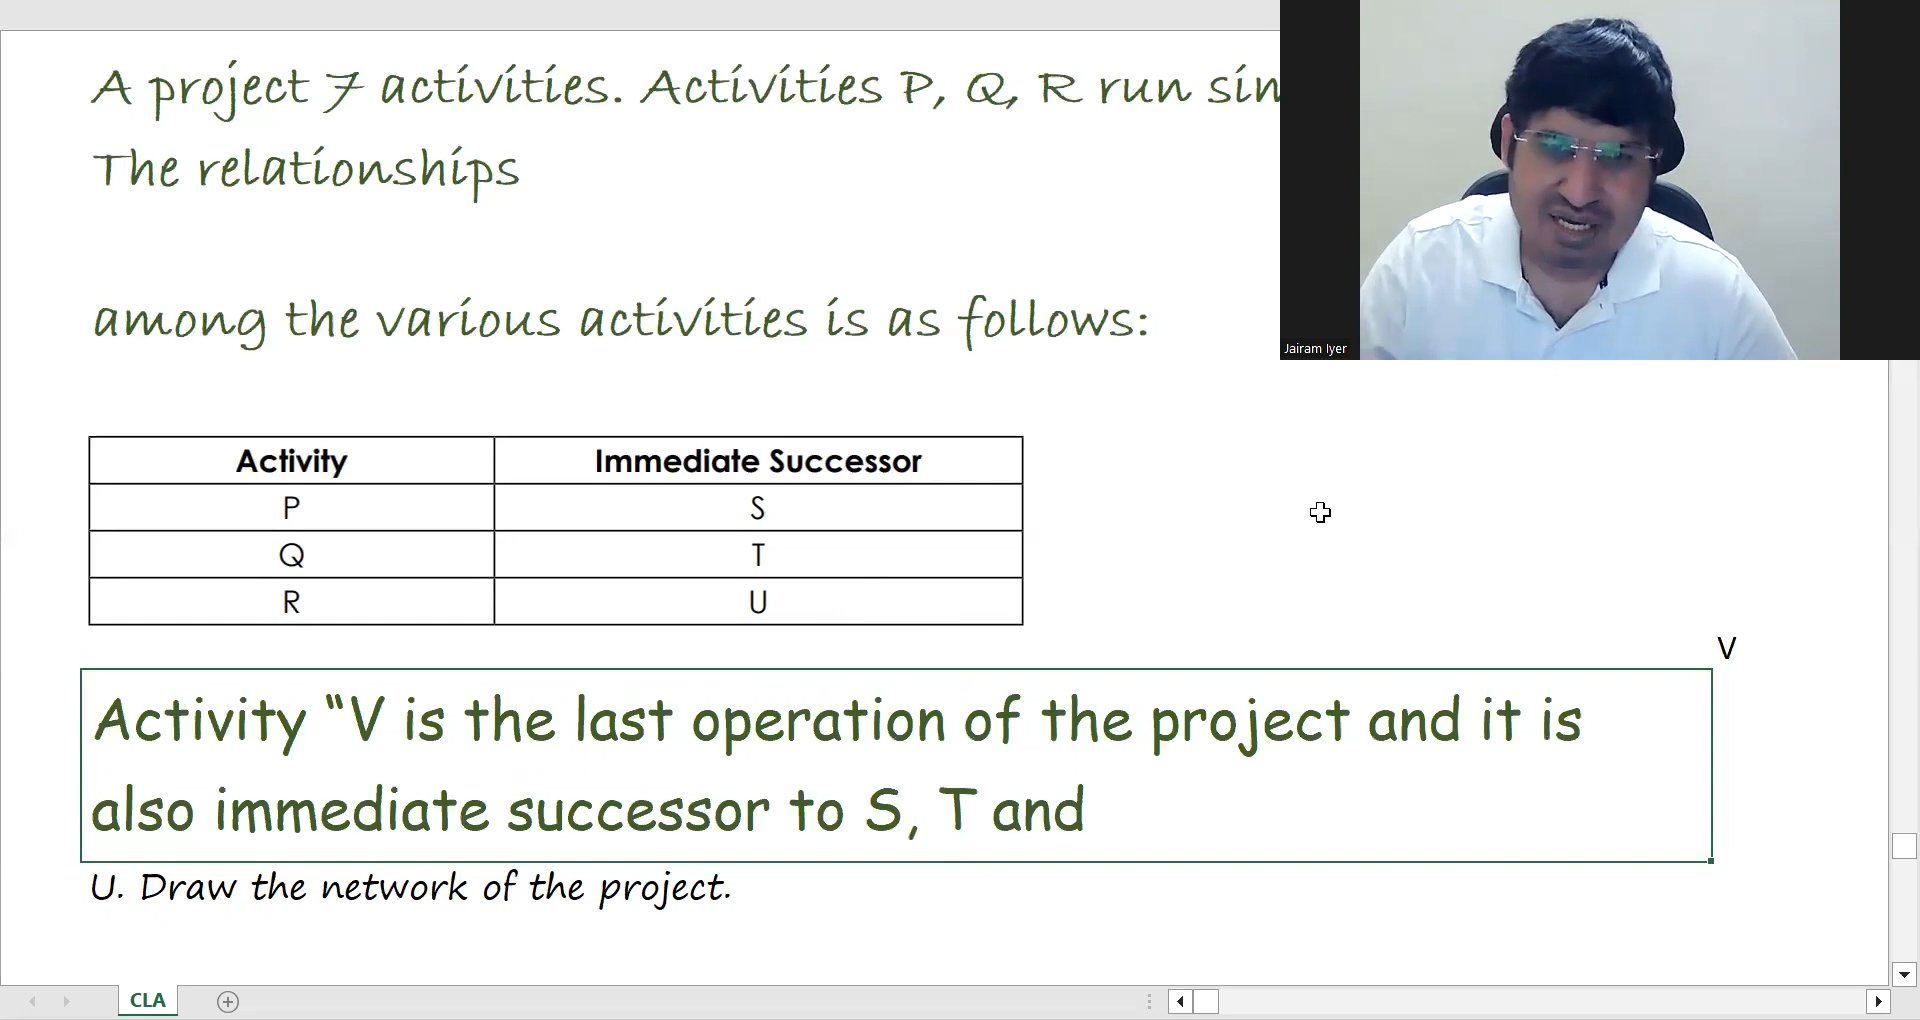 A project 7 activities. Activities P, Q, R run
The relationships
among the various activities is as follows:
Jairam Iyer
Activity Immediate Successor
P S
Q T
R U
V
Activity “V is the last operation of the project and it is
also immediate successor to S, T and
U. Draw the network of the project.
CLA